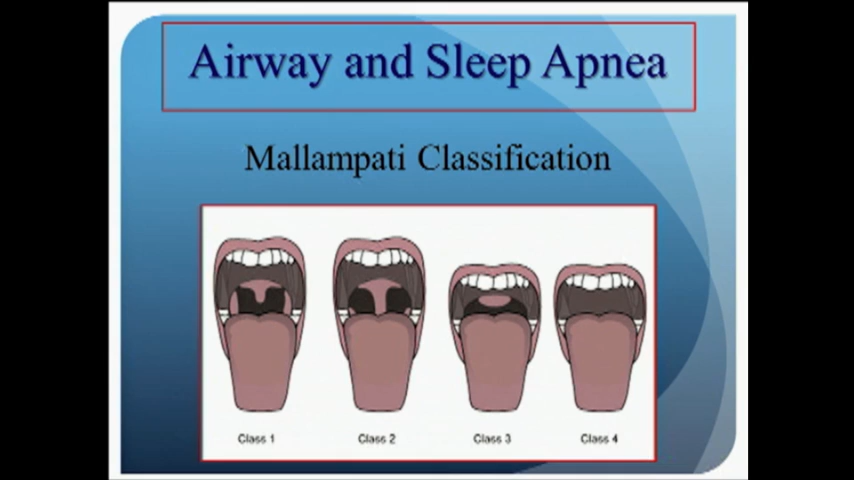 Airway and Sleep Apnea
Mallampati Classification
Class 1 Class 2 Class 3 Class 4